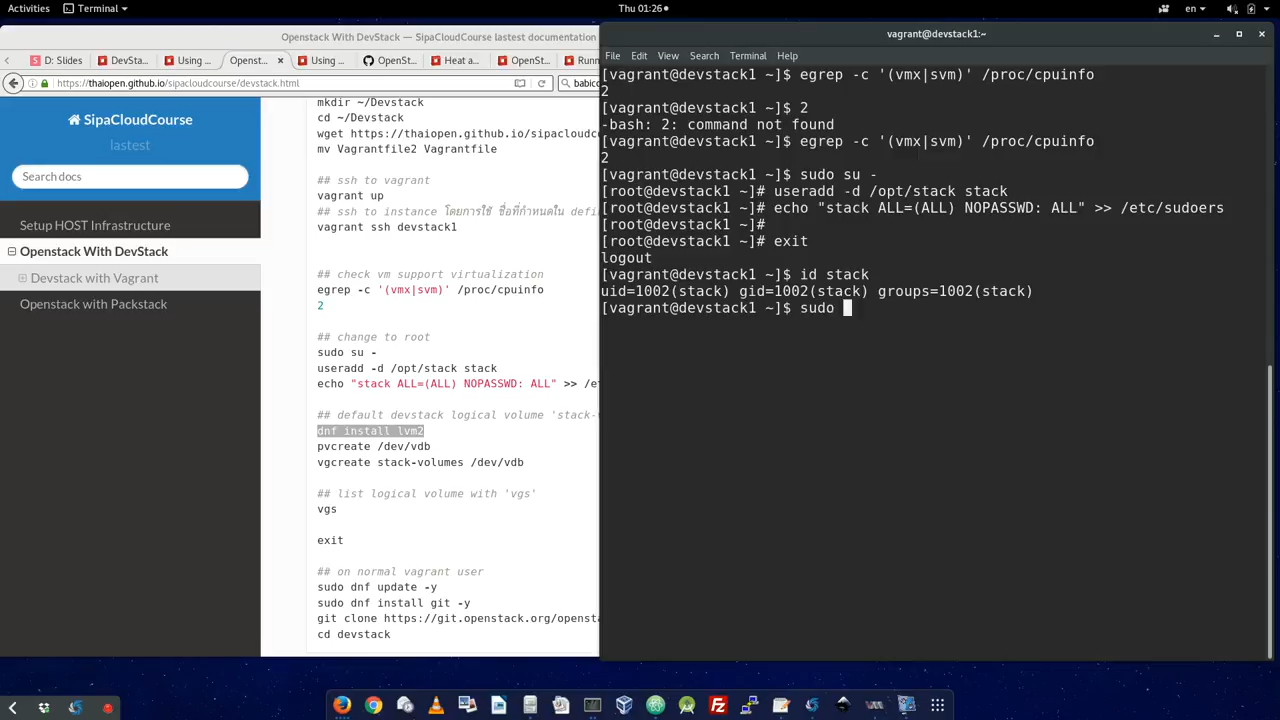 Activities
Terminal
Thu 01:26
en
Openstack With DevStack — SipaCloudCourse lastest documentation
D: Slides
DevSta...
Using ...
Openst...
Using ...
OpenSt...
Heat a...
OpenSt...
Runn
https://thaiopen.github.io/sipacloudcourse/devstack.html
babico
SipaCloudCourse
lastest
Search docs
Setup HOST Infrastructure
Openstack With DevStack
Devstack with Vagrant
Openstack with Packstack
mkdir ~/Devstack
cd ~/Devstack
wget https://thaiopen.github.io/sipacloudco
mv Vagrantfile2 Vagrantfile
## ssh to vagrant
vagrant up
## ssh to instance โดยการใช้ ชื่อที่กำหนดใน defin
vagrant ssh devstack1
## check vm support virtualization
egrep -c '(vmx|svm)' /proc/cpuinfo
2
## change to root
sudo su -
useradd -d /opt/stack stack
echo "stack ALL=(ALL) NOPASSWD: ALL" >> /et
## default devstack logical volume 'stack-v
dnf install lvm2
pvcreate /dev/vdb
vgcreate stack-volumes /dev/vdb
## list logical volume with 'vgs'
vgs
exit
## on normal vagrant user
sudo dnf update -y
sudo dnf install git -y
git clone https://git.openstack.org/opensta
cd devstack
vagrant@devstack1:~
File Edit View Search Terminal Help
[vagrant@devstack1 ~]$ egrep -c '(vmx|svm)' /proc/cpuinfo
2
[vagrant@devstack1 ~]$ 2
-bash: 2: command not found
[vagrant@devstack1 ~]$ egrep -c '(vmx|svm)' /proc/cpuinfo
2
[vagrant@devstack1 ~]$ sudo su -
[root@devstack1 ~]# useradd -d /opt/stack stack
[root@devstack1 ~]# echo "stack ALL=(ALL) NOPASSWD: ALL" >> /etc/sudoers
[root@devstack1 ~]#
[root@devstack1 ~]# exit
logout
[vagrant@devstack1 ~]$ id stack
uid=1002(stack) gid=1002(stack) groups=1002(stack)
[vagrant@devstack1 ~]$ sudo